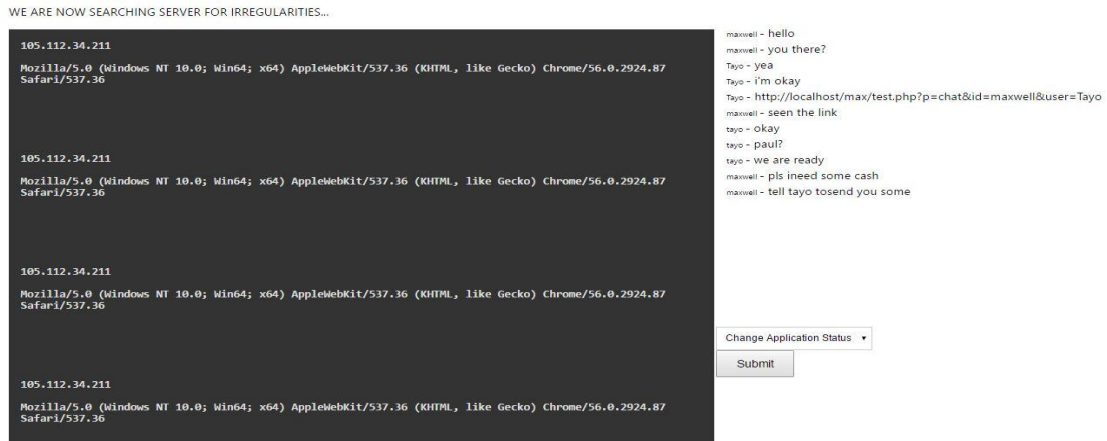 WE ARE NOW SEARCHING SERVER FOR IRREGULARITIES...
105.112.34.211
Mozilla/5.0 (Windows NT 10.0; Win64; x64) AppleWebKit/537.36 (KHTML, like Gecko) Chrome/56.0.2924.87
Safari/537.36
105.112.34.211
Mozilla/5.0 (Windows NT 10.0; Win64; x64) AppleWebKit/537.36 (KHTML, like Gecko) Chrome/56.0.2924.87
Safari/537.36
105.112.34.211
Mozilla/5.0 (Windows NT 10.0; Win64; x64) AppleWebKit/537.36 (KHTML, like Gecko) Chrome/56.0.2924.87
Safari/537.36
105.112.34.211
Mozilla/5.0 (Windows NT 10.0; Win64; x64) AppleWebKit/537.36 (KHTML, like Gecko) Chrome/56.0.2924.87
Safari/537.36
maxwell - hello
maxwell - you there?
Tayo - yea
Tayo - i'm okay
Tayo - http://localhost/max/test.php?p=chat&id=maxwell&user=Tayo
maxwell - seen the link
tayo - okay
tayo - paul?
tayo - we are ready
maxwell - pls ineed some cash
maxwell - tell tayo tosend you some
Change Application Status
Submit